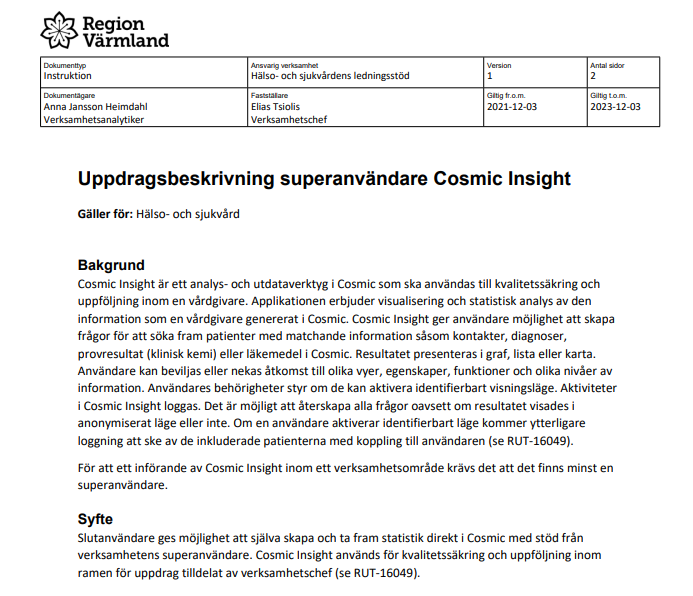 Region
Värmland
Dokumenttyp
Instruktion
Ansvarig verksamhet
Hälso- och sjukvårdens ledningsstöd
Version
1
Antal sidor
2
Dokumentägare
Anna Jansson Heimdahl
Verksamhetsanalytiker
Fastställare
Elias Tsiolis
Verksamhetschef
Giltig fr.o.m.
2021-12-03
Giltig t.o.m.
2023-12-03
Uppdragsbeskrivning superanvändare Cosmic Insight
Gäller för: Hälso- och sjukvård
Bakgrund
Cosmic Insight är ett analys- och utdataverktyg i Cosmic som ska användas till kvalitetssäkring och
uppföljning inom en vårdgivare. Applikationen erbjuder visualisering och statistisk analys av den
information som en vårdgivare genererat i Cosmic. Cosmic Insight ger användare möjlighet att skapa
frågor för att söka fram patienter med matchande information såsom kontakter, diagnoser,
provresultat (klinisk kemi) eller läkemedel i Cosmic. Resultatet presenteras i graf, lista eller karta.
Användare kan beviljas eller nekas åtkomst till olika vyer, egenskaper, funktioner och olika nivåer av
information. Användares behörigheter styr om de kan aktivera identifierbart visningsläge. Aktiviteter
i Cosmic Insight loggas. Det är möjligt att återskapa alla frågor oavsett om resultatet visades i
anonymiserat läge eller inte. Om en användare aktiverar identifierbart läge kommer ytterligare
loggning att ske av de inkluderade patienterna med koppling till användaren (se RUT-16049).
För att ett införande av Cosmic Insight inom ett verksamhetsområde krävs det att det finns minst en
superanvändare.
Syfte
Slutanvändare ges möjlighet att själva skapa och ta fram statistik direkt i Cosmic med stöd från
verksamhetens superanvändare. Cosmic Insight används för kvalitetssäkring och uppföljning inom
ramen för uppdrag tilldelat av verksamhetschef (se RUT-16049).